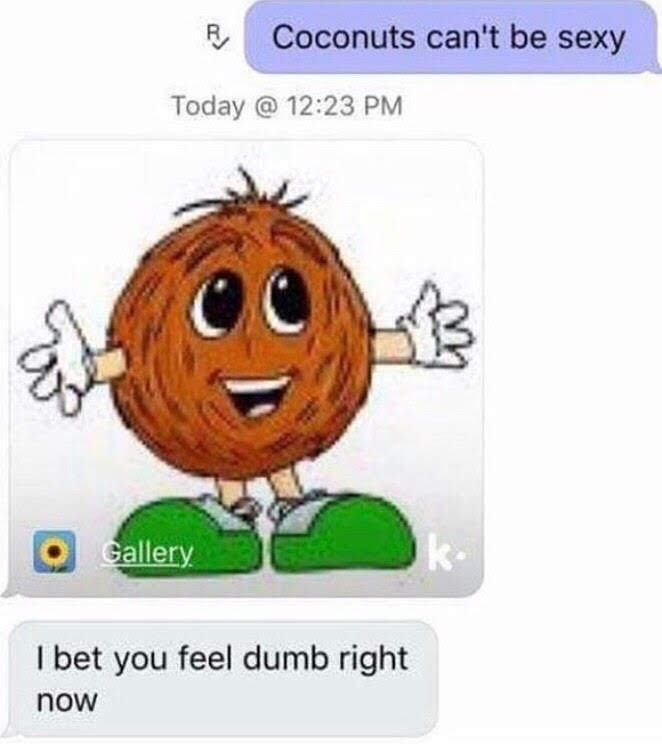 R Coconuts can't be sexy
Today @ 12:23 PM
Gallery
k.
I bet you feel dumb right
now